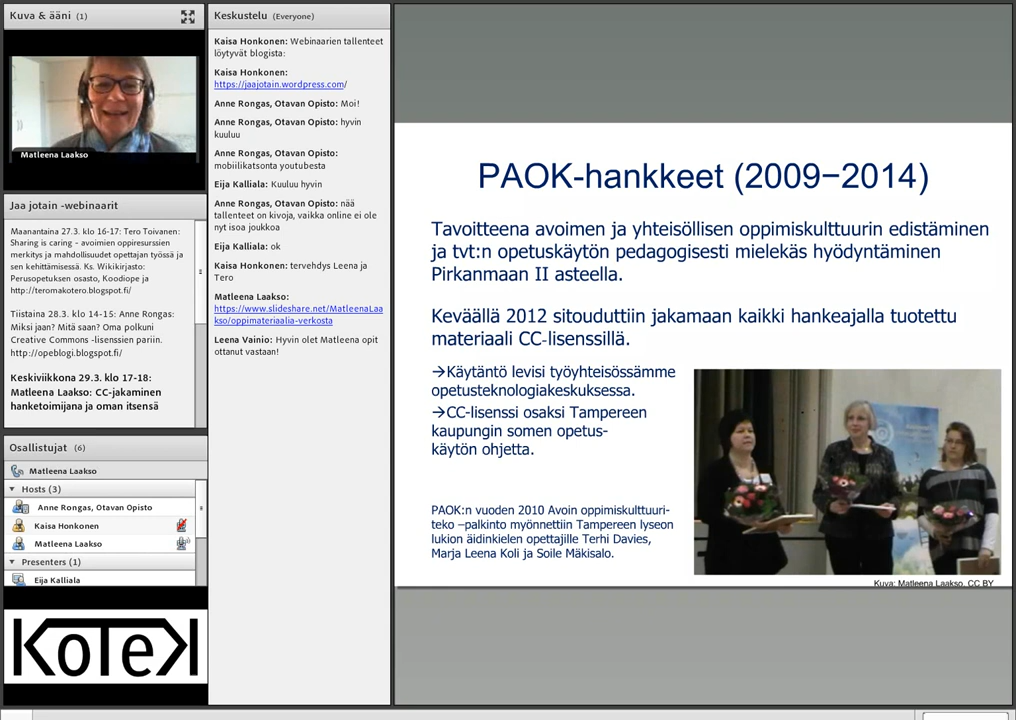 Kuva & ääni (1)
Matleena Laakso
Jaa jotain -webinaarit
Maanantaina 27.3. klo 16-17: Tero Toivanen:
Sharing is caring – avoimien oppiresurssien
merkitys ja mahdollisuudet opettajan työssä ja
sen kehittämisessä. Ks. Wikikirjasto:
Perusopetuksen osasto, Koodiope ja
http://teromakotero.blogspot.fi/
Tiistaina 28.3. klo 14-15: Anne Rongas:
Miksi jaan? Mitä saan? Oma polkuni
Creative Commons -lisenssien pariin.
http://opeblogi.blogspot.fi/
Keskiviikkona 29.3. klo 17-18:
Matleena Laakso: CC-jakaminen
hanketoimijana ja oman itsensä
Osallistujat (6)
Matleena Laakso
Hosts (3)
Anne Rongas, Otavan Opisto
Kaisa Honkonen
Matleena Laakso
Presenters (1)
Eija Kalliala
KoTeK
Keskustelu (Everyone)
Kaisa Honkonen: Webinaarien tallenteet
löytyvät blogista:
Kaisa Honkonen:
https://jaajotain.wordpress.com/
Anne Rongas, Otavan Opisto: Moi!
Anne Rongas, Otavan Opisto: hyvin
kuuluu
Anne Rongas, Otavan Opisto:
mobiilikatsonta youtubesta
Eija Kalliala: Kuuluu hyvin
Anne Rongas, Otavan Opisto: nää
tallenteet on kivoja, vaikka online ei ole
nyt isoa joukkoa
Eija Kalliala: ok
Kaisa Honkonen: tervehdys Leena ja
Tero
Matleena Laakso:
https://www.slideshare.net/MatleenaLaa
kso/oppimateriaalia-verkosta
Leena Vainio: Hyvin olet Matleena opit
ottanut vastaan!
PAOK-hankkeet (2009−2014)
Tavoitteena avoimen ja yhteisöllisen oppimiskulttuurin edistäminen
ja tvt:n opetuskäytön pedagogisesti mielekäs hyödyntäminen
Pirkanmaan II asteella.
Keväällä 2012 sitouduttiin jakamaan kaikki hankeajalla tuotettu
materiaali CC-lisenssillä.
→Käytäntö levisi työyhteisössämme
opetusteknologiakeskuksessa.
→CC-lisenssi osaksi Tampereen
kaupungin somen opetus-
käytön ohjetta.
PAOK:n vuoden 2010 Avoin oppimiskulttuuri-
teko –palkinto myönnettiin Tampereen lyseon
lukion äidinkielen opettajille Terhi Davies,
Marja Leena Koli ja Soile Mäkisalo.
Kuva: Matleena Laakso, CC BY